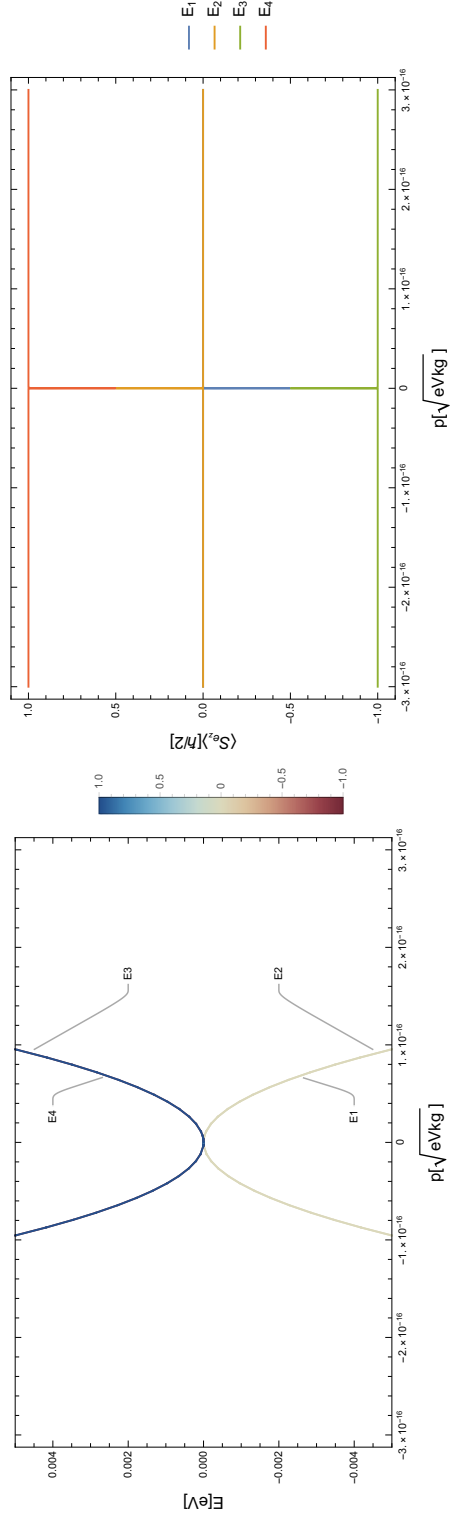 E[eV]
0.004
0.002
0.000
-0.002
-0.004
E4
E3
E2
E1
-3.×10-16
-2.×10-16
-1.×10-16
0
1.×10-16
2.×10-16
3.×10-16
p[√eVkg ]
1.0
0.5
0
-0.5
-1.0
⟨Sez⟩[ℏ/2]
1.0
0.5
0.0
-0.5
-1.0
-3.×10-16
-2.×10-16
-1.×10-16
0
1.×10-16
2.×10-16
3.×10-16
p[√eVkg ]
E1
E2
E3
E4